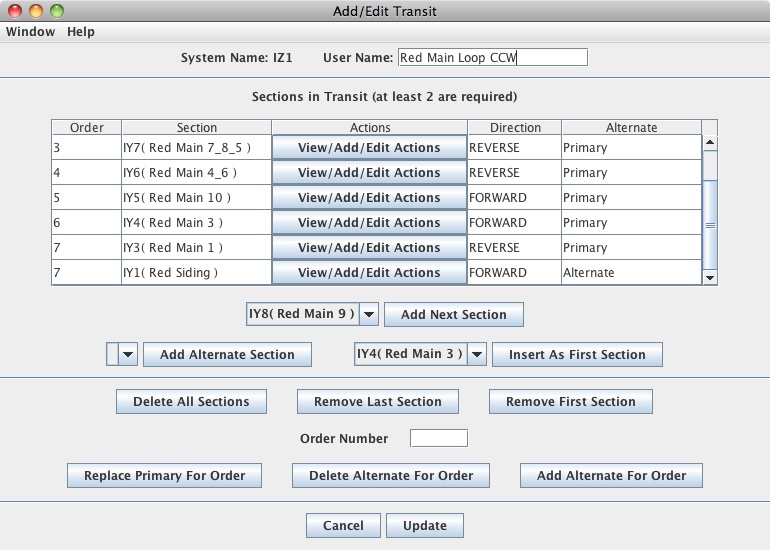 Add/Edit Transit
Window Help
System Name: IZ1 User Name: Red Main Loop CCW
Sections in Transit (at least 2 are required)
Order Section Actions Direction Alternate
3 IY7( Red Main 7_8_5 ) View/Add/Edit Actions REVERSE Primary
4 IY6( Red Main 4_6 ) View/Add/Edit Actions REVERSE Primary
5 IY5( Red Main 10 ) View/Add/Edit Actions FORWARD Primary
6 IY4( Red Main 3 ) View/Add/Edit Actions FORWARD Primary
7 IY3( Red Main 1 ) View/Add/Edit Actions REVERSE Primary
7 IY1( Red Siding ) View/Add/Edit Actions FORWARD Alternate
IY8( Red Main 9 ) Add Next Section
Add Alternate Section IY4( Red Main 3 ) Insert As First Section
Delete All Sections Remove Last Section Remove First Section
Order Number
Replace Primary For Order Delete Alternate For Order Add Alternate For Order
Cancel Update